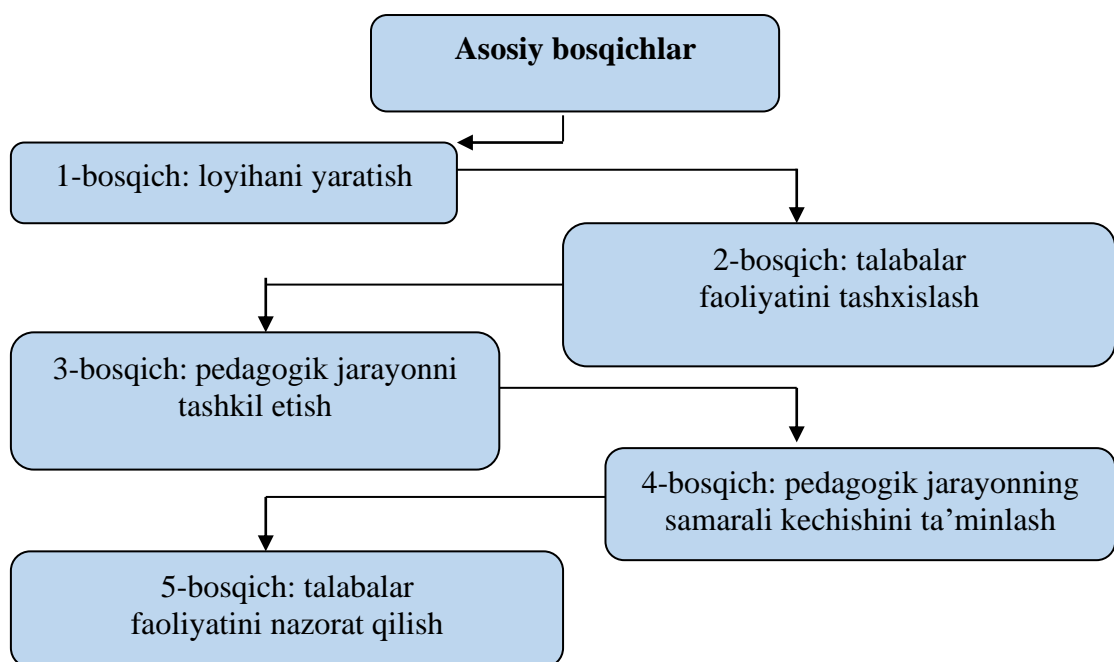 Asosiy bosqichlar
1-bosqich: loyihani yaratish
2-bosqich: talabalar
faoliyatini tashxislash
3-bosqich: pedagogik jarayonni
tashkil etish
4-bosqich: pedagogik jarayonning
samarali kechishini ta’minlash
5-bosqich: talabalar
faoliyatini nazorat qilish